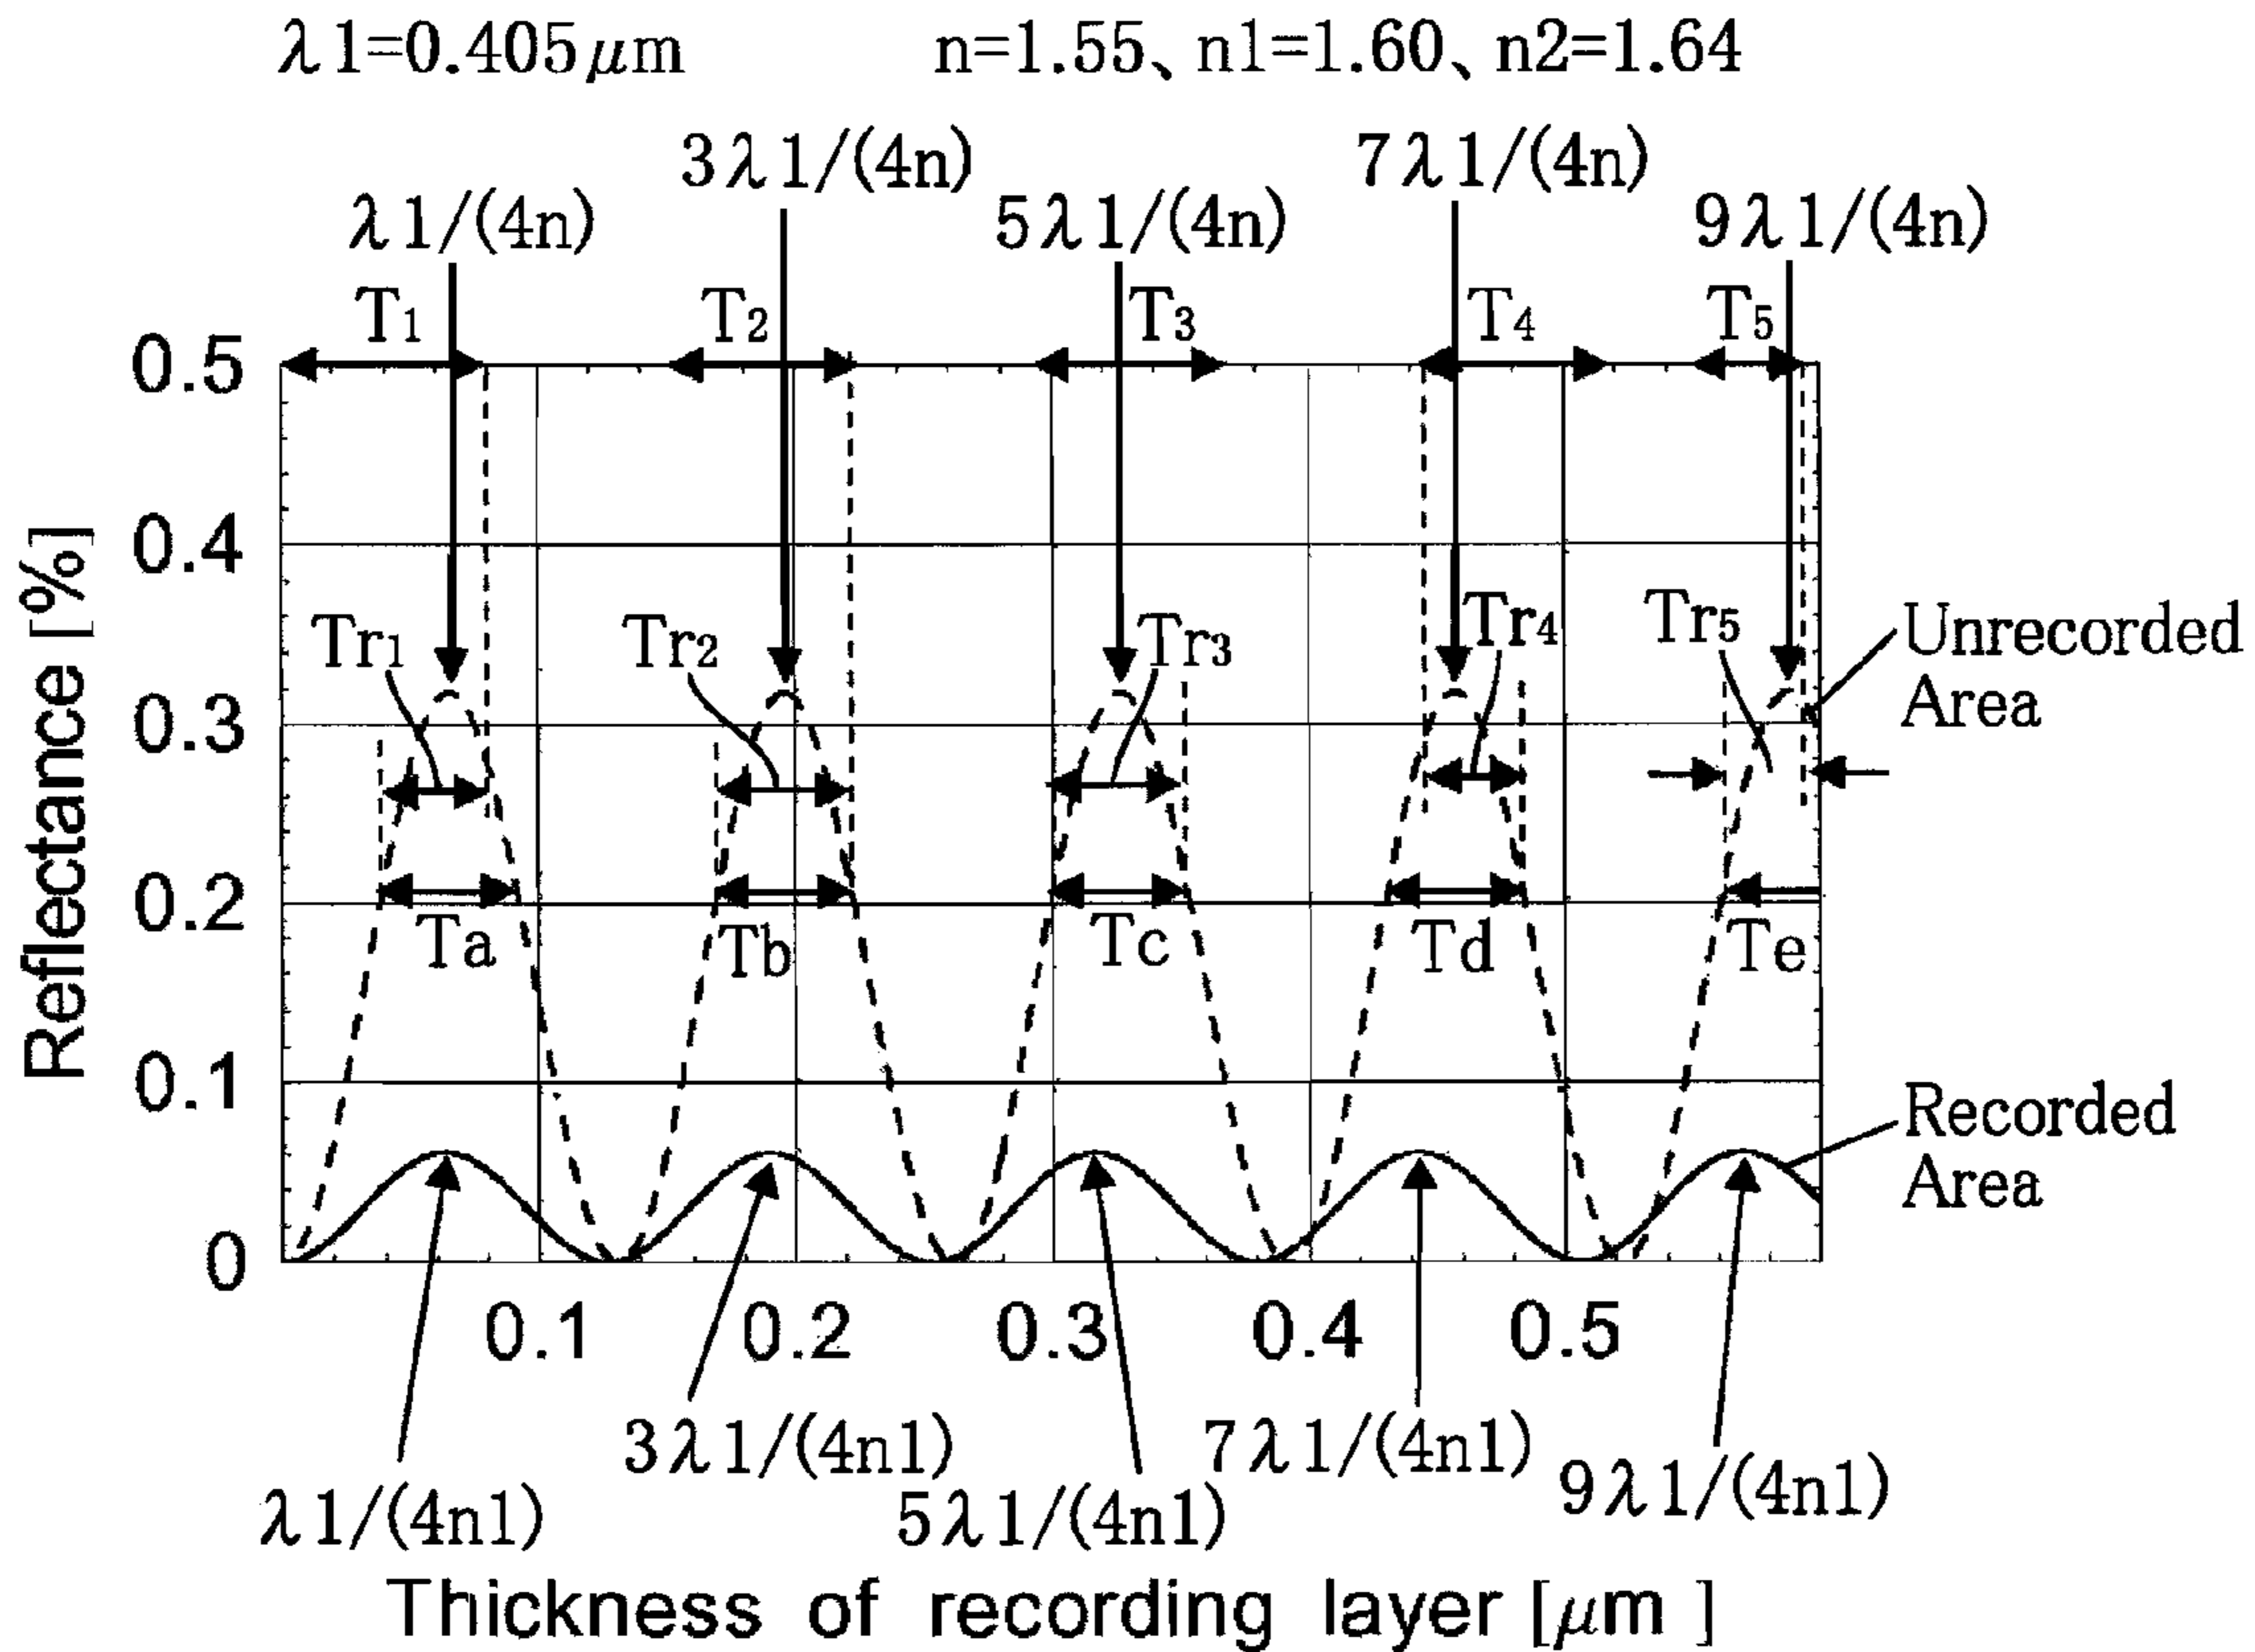 λ1=0.405μm n=1.55、n1=1.60、n2=1.64
3λ1/(4n) 7λ1/(4n)
λ1/(4n) 5λ1/(4n) 9λ1/(4n)
T1 T2 T3 T4 T5
0.5
0.4
Tr1 Tr2 Tr3 Tr4 Tr5 Unrecorded
Area
0.3
0.2
Ta Tb Tc Td Te
0.1
Recorded
Area
0
Reflectance [%]
0.1 0.2 0.3 0.4 0.5
3λ1/(4n1) 7λ1/(4n1)
λ1/(4n1) 5λ1/(4n1) 9λ1/(4n1)
Thickness of recording layer [μm ]